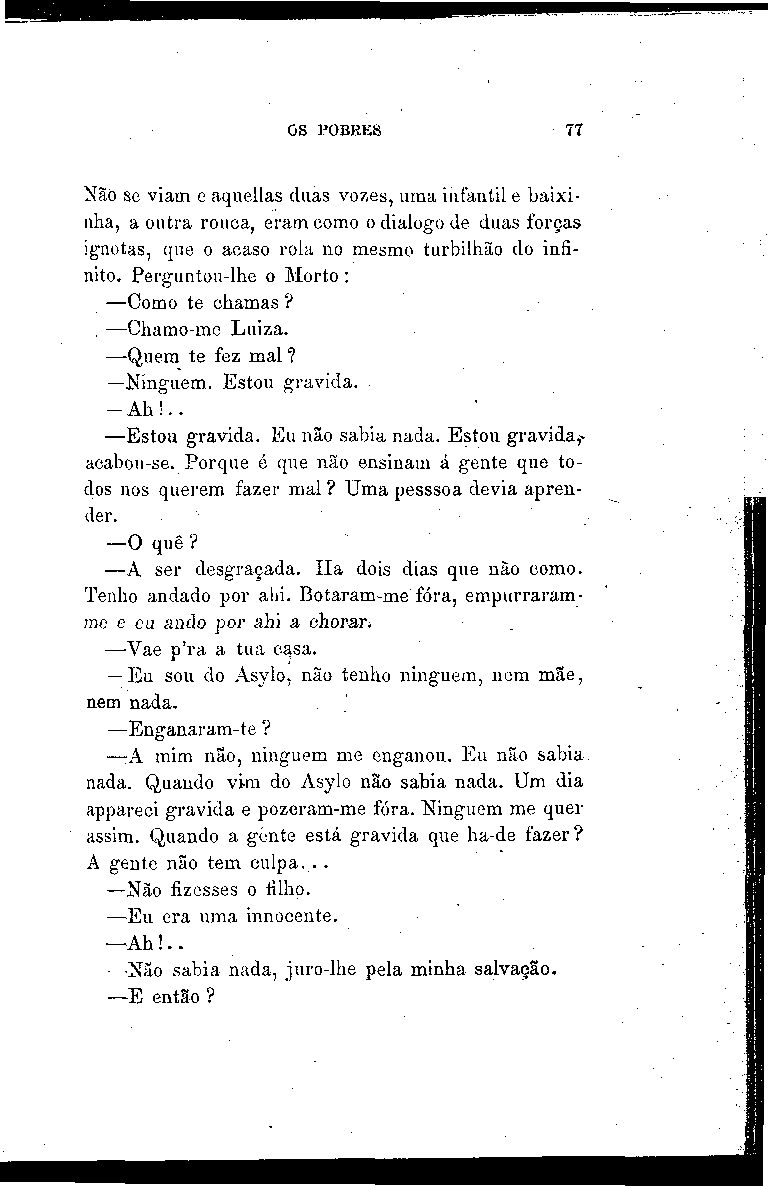 OS POBRES 77
Não se viam e aquellas duas vozes, uma infantil e baixi-
nha, a outra rouca, eram como o dialogo de duas forças
ignotas, que o acaso rola no mesmo turbilhão do infi-
nito. Perguntou-lhe o Morto:
—Como te chamas?
—Chamo-me Luiza.
—Quem te fez mal?
—Ninguem. Estou gravida.
—Ah!..
—Estou gravida. Eu não sabia nada. Estou gravida,
acabou-se. Porque é que não ensinam á gente que to-
dos nos querem fazer mal? Uma pesssoa devia apren-
der.
—O quê?
—A ser desgraçada. Ha dois dias que não como.
Tenho andado por ahi. Botaram-me fóra, empurraram-
me e eu ando por ahi a chorar.
—Vae p'ra a tua casa.
—Eu sou do Asylo, não tenho ninguem, nem mãe,
nem nada.
—Enganaram-te?
—A mim não, ninguem me enganou. Eu não sabia
nada. Quando vim do Asylo não sabia nada. Um dia
appareci gravida e pozeram-me fóra. Ninguem me quer
assim. Quando a gente está gravida que ha-de fazer?
A gente não tem culpa...
—Não fizesses o filho.
—Eu era uma innocente.
—Ah!..
—Não sabia nada, juro-lhe pela minha salvação.
—E então?